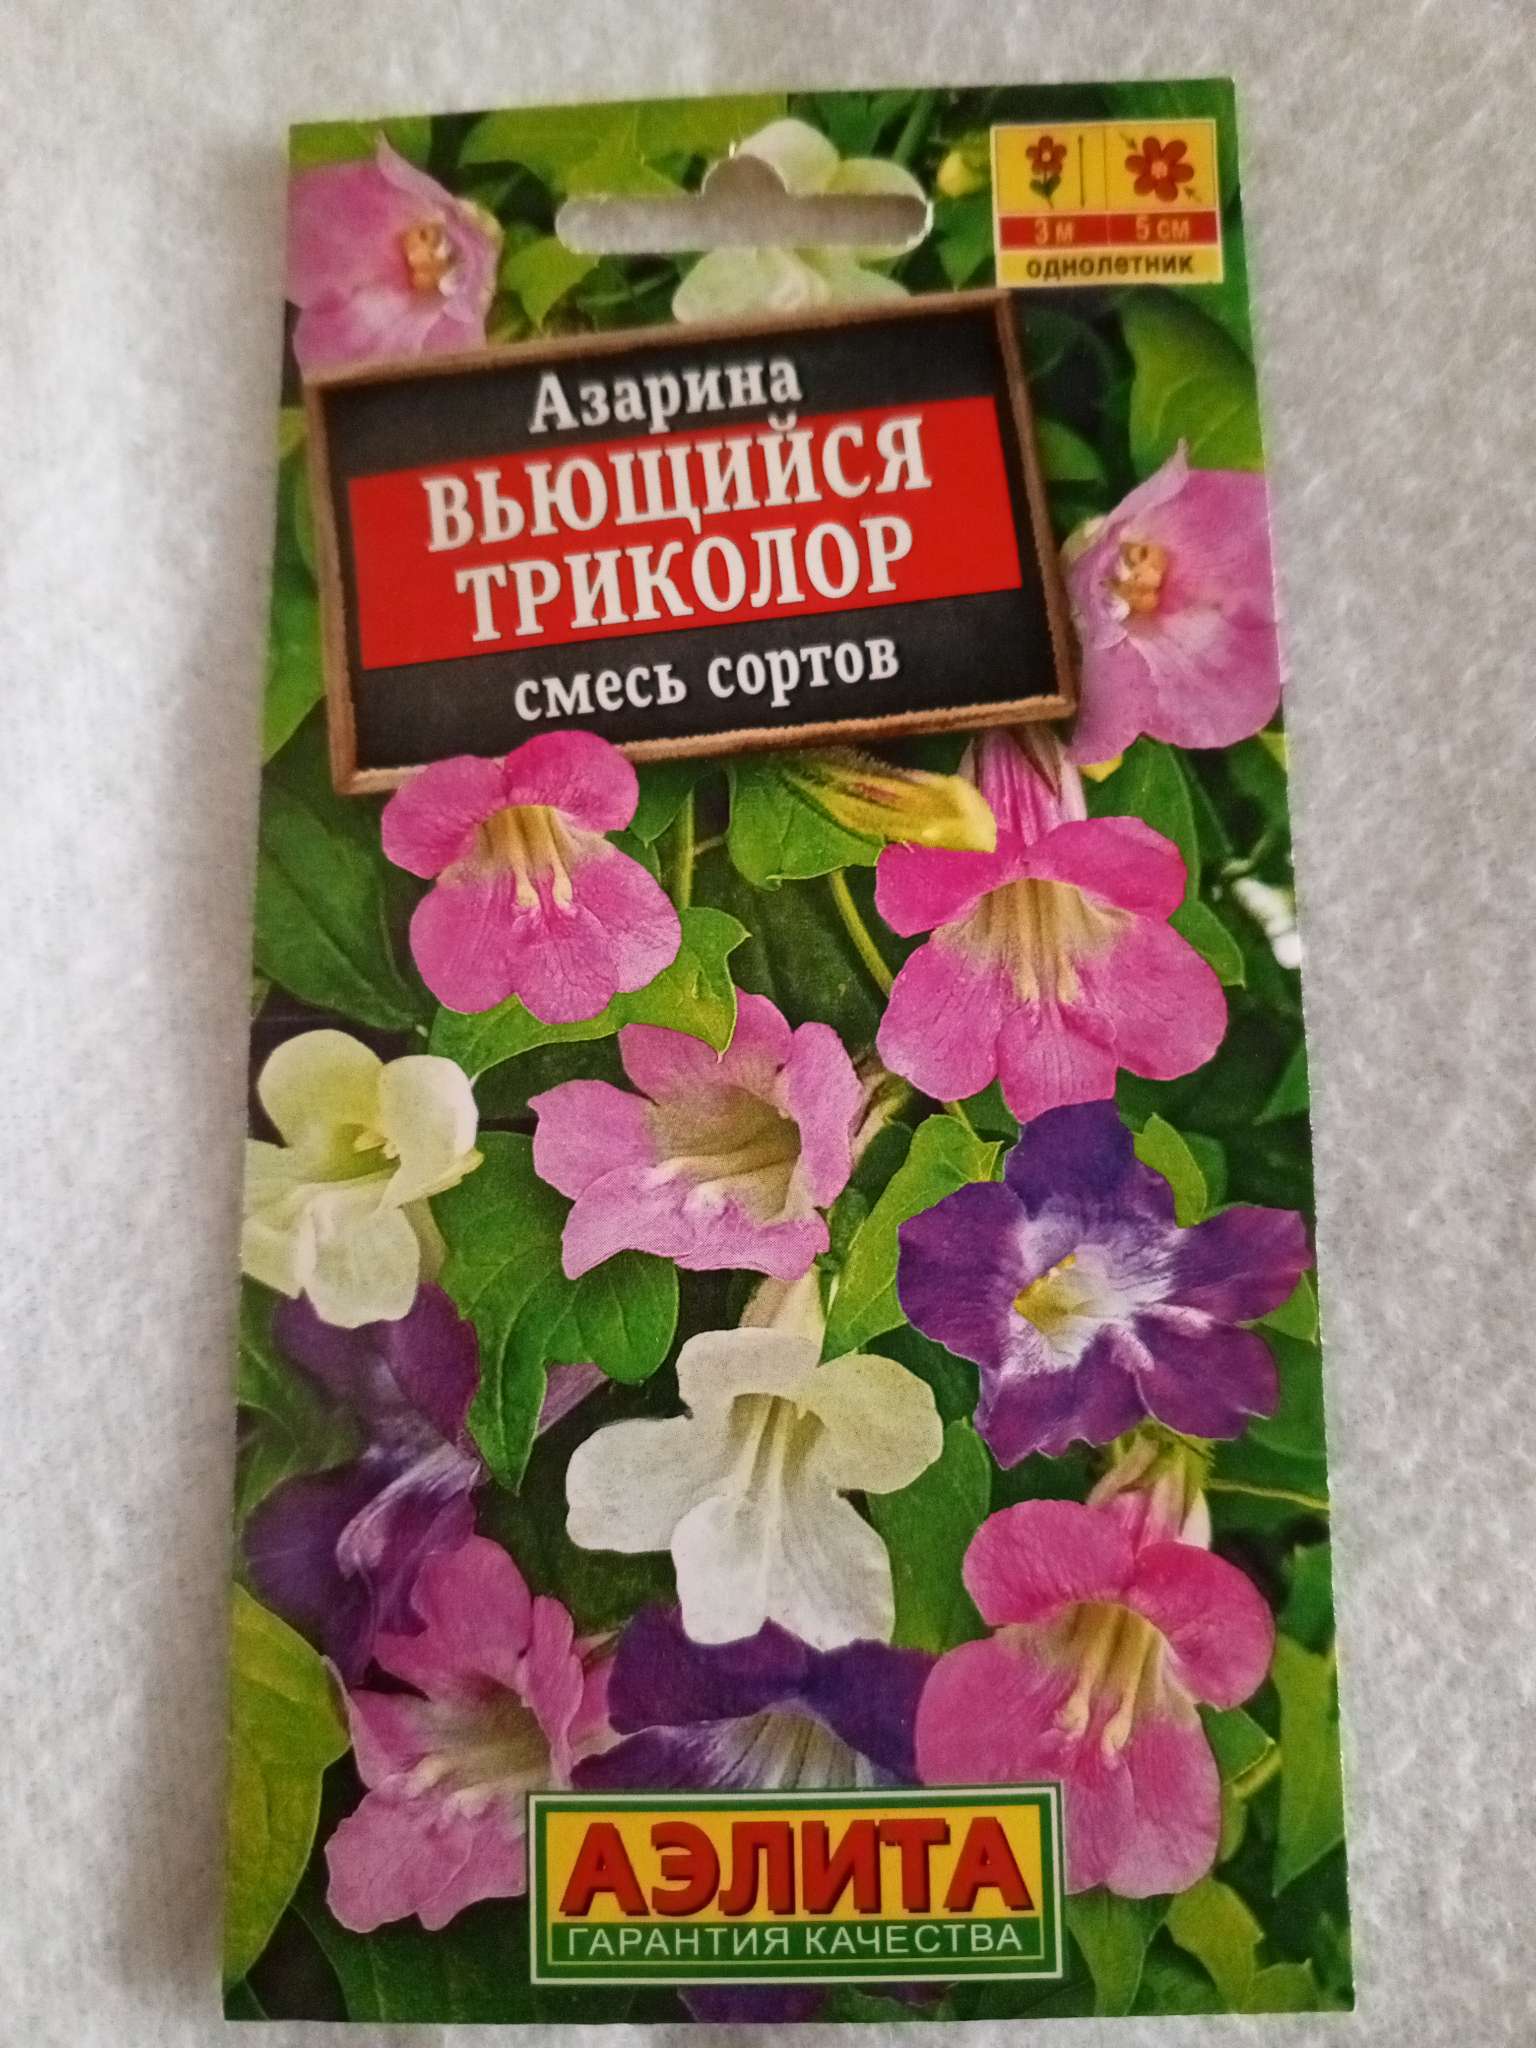 3 м 5 см
однолетник
Азарина
ВЬЮЩИЙСЯ
ТРИКОЛОР
смесь сортов
АЭЛИТА
ГАРАНТИЯ КАЧЕСТВА